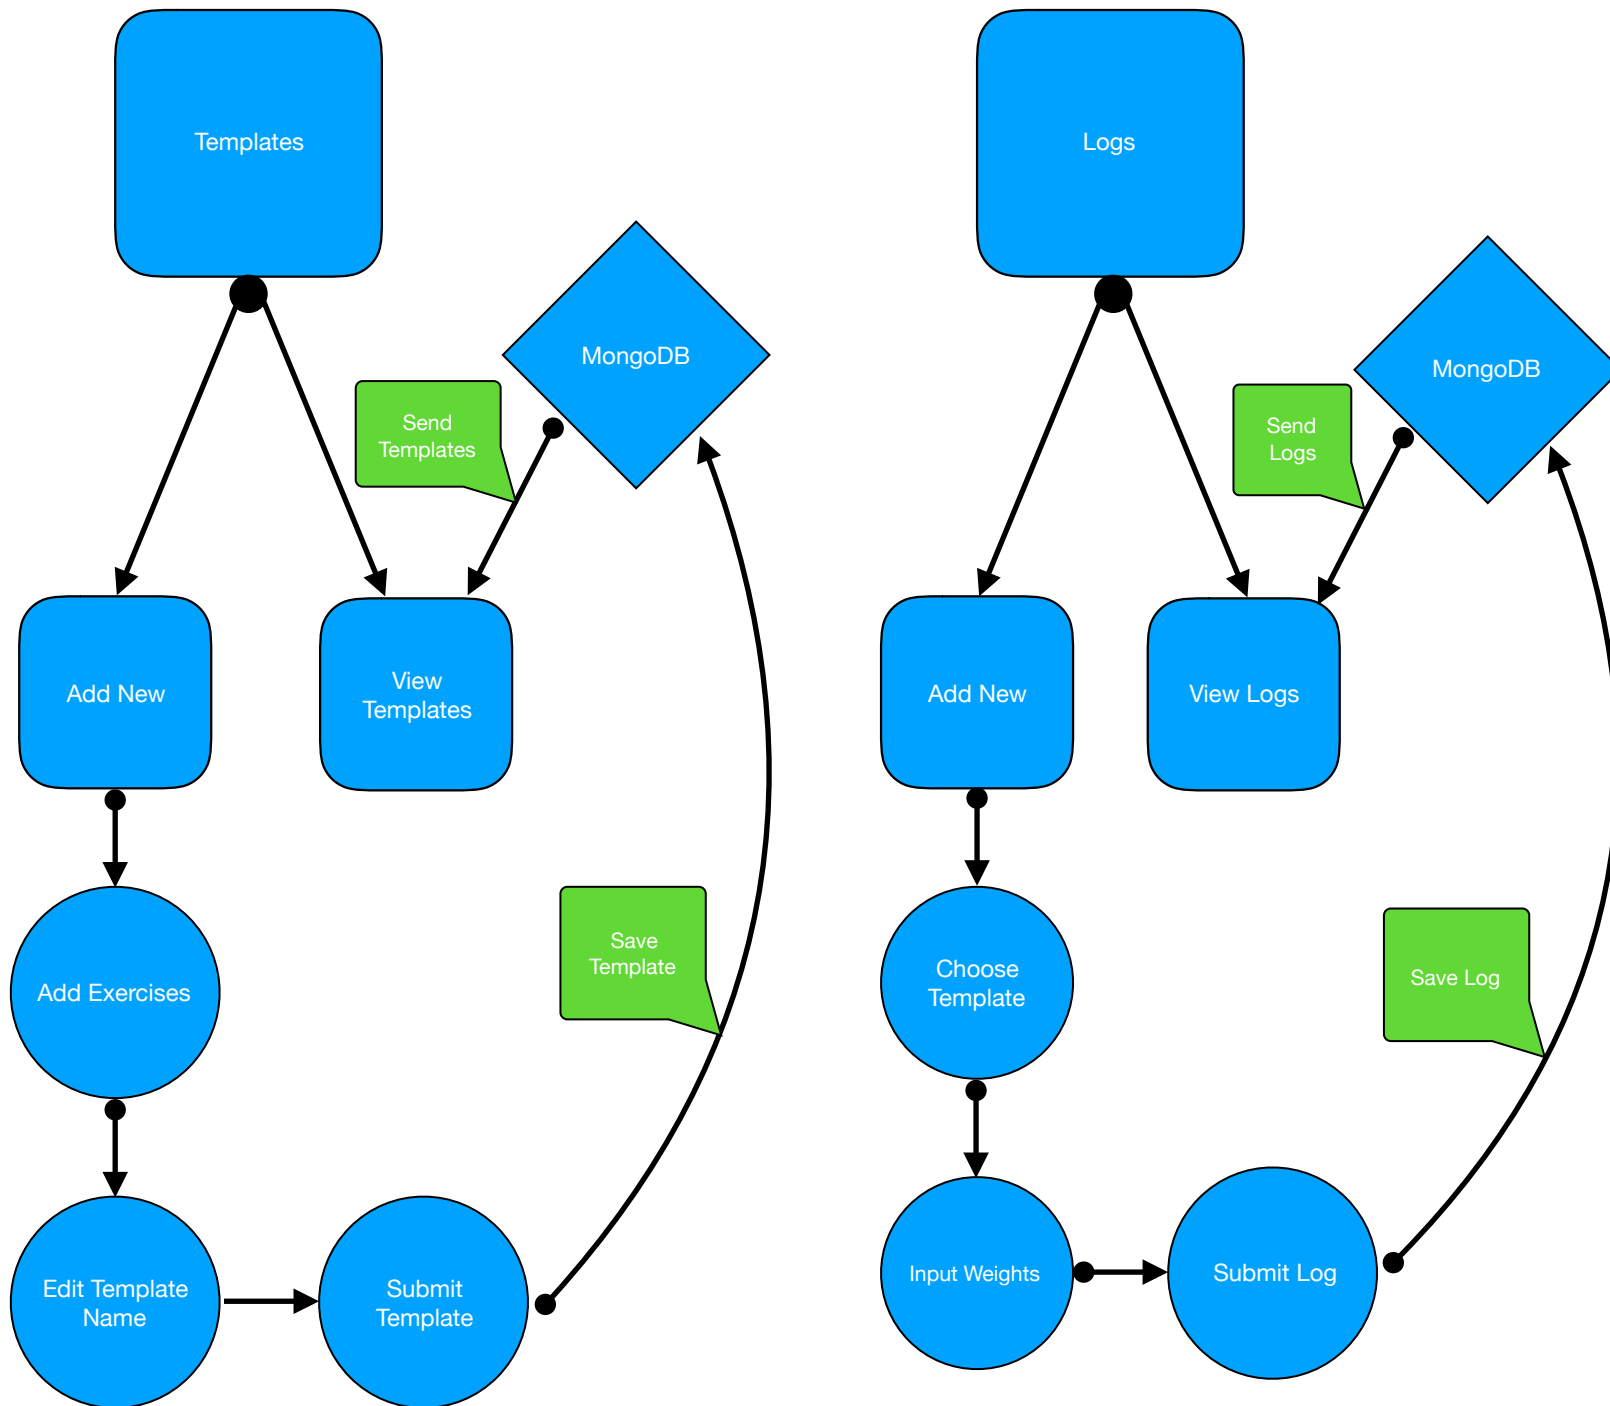 Templates
MongoDB
Send
Templates
Add New
View
Templates
Add Exercises
Save
Template
Edit Template
Name
Submit
Template
Logs
MongoDB
Send
Logs
Add New
View Logs
Choose
Template
Save Log
Input Weights
Submit Log